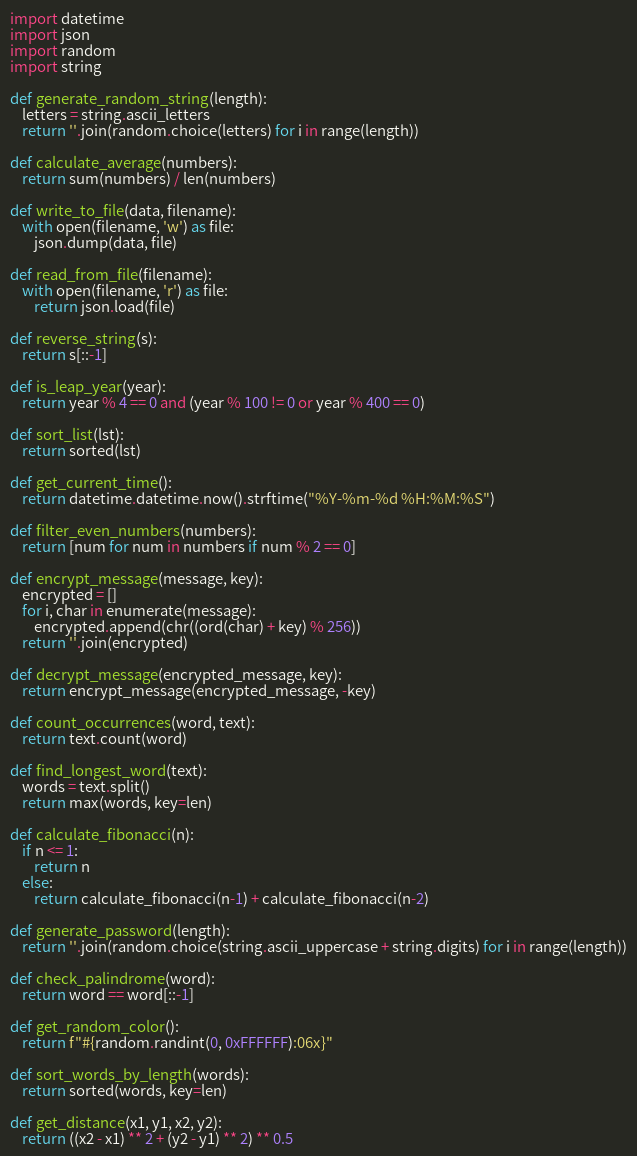 import datetime
import json
import random
import string

def generate_random_string(length):
    letters = string.ascii_letters
    return ''.join(random.choice(letters) for i in range(length))

def calculate_average(numbers):
    return sum(numbers) / len(numbers)

def write_to_file(data, filename):
    with open(filename, 'w') as file:
        json.dump(data, file)

def read_from_file(filename):
    with open(filename, 'r') as file:
        return json.load(file)

def reverse_string(s):
    return s[::-1]

def is_leap_year(year):
    return year % 4 == 0 and (year % 100 != 0 or year % 400 == 0)

def sort_list(lst):
    return sorted(lst)

def get_current_time():
    return datetime.datetime.now().strftime("%Y-%m-%d %H:%M:%S")

def filter_even_numbers(numbers):
    return [num for num in numbers if num % 2 == 0]

def encrypt_message(message, key):
    encrypted = []
    for i, char in enumerate(message):
        encrypted.append(chr((ord(char) + key) % 256))
    return ''.join(encrypted)

def decrypt_message(encrypted_message, key):
    return encrypt_message(encrypted_message, -key)

def count_occurrences(word, text):
    return text.count(word)

def find_longest_word(text):
    words = text.split()
    return max(words, key=len)

def calculate_fibonacci(n):
    if n <= 1:
        return n
    else:
        return calculate_fibonacci(n-1) + calculate_fibonacci(n-2)

def generate_password(length):
    return ''.join(random.choice(string.ascii_uppercase + string.digits) for i in range(length))

def check_palindrome(word):
    return word == word[::-1]

def get_random_color():
    return f"#{random.randint(0, 0xFFFFFF):06x}"

def sort_words_by_length(words):
    return sorted(words, key=len)

def get_distance(x1, y1, x2, y2):
    return ((x2 - x1) ** 2 + (y2 - y1) ** 2) ** 0.5